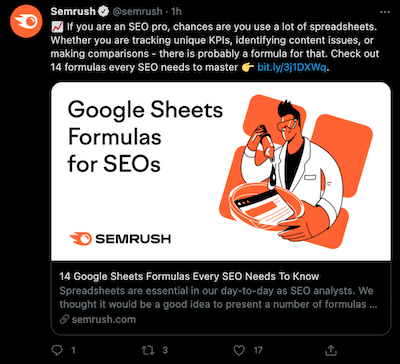 Semrush @semrush · 1h
📈 If you are an SEO pro, chances are you use a lot of spreadsheets.
Whether you are tracking unique KPIs, identifying content issues, or
making comparisons - there is probably a formula for that. Check out
14 formulas every SEO needs to master 👉 bit.ly/3j1DXWq.
Google Sheets
Formulas
for SEOs
SEMRUSH
14 Google Sheets Formulas Every SEO Needs To Know
Spreadsheets are essential in our day-to-day as SEO analysts. We
thought it would be a good idea to present a number of formulas ...
semrush.com
1 3 17